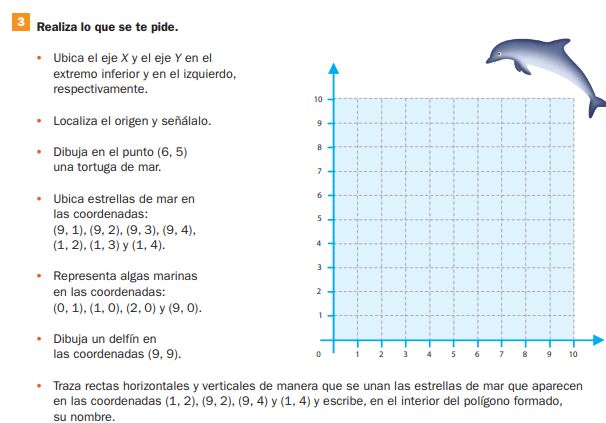 3 Realiza lo que se te pide.
• Ubica el eje X y el eje Y en el
extremo inferior y en el izquierdo,
respectivamente.
• Localiza el origen y señálalo.
• Dibuja en el punto (6, 5)
una tortuga de mar.
• Ubica estrellas de mar en
las coordenadas:
(9, 1), (9, 2), (9, 3), (9, 4),
(1, 2), (1, 3) y (1, 4).
• Representa algas marinas
en las coordenadas:
(0, 1), (1, 0), (2, 0) y (9, 0).
• Dibuja un delfín en
las coordenadas (9, 9).
10
9
8
7
6
5
4
3
2
1
0 1 2 3 4 5 6 7 8 9 10
• Traza rectas horizontales y verticales de manera que se unan las estrellas de mar que aparecen
en las coordenadas (1, 2), (9, 2), (9, 4) y (1, 4) y escribe, en el interior del polígono formado,
su nombre.